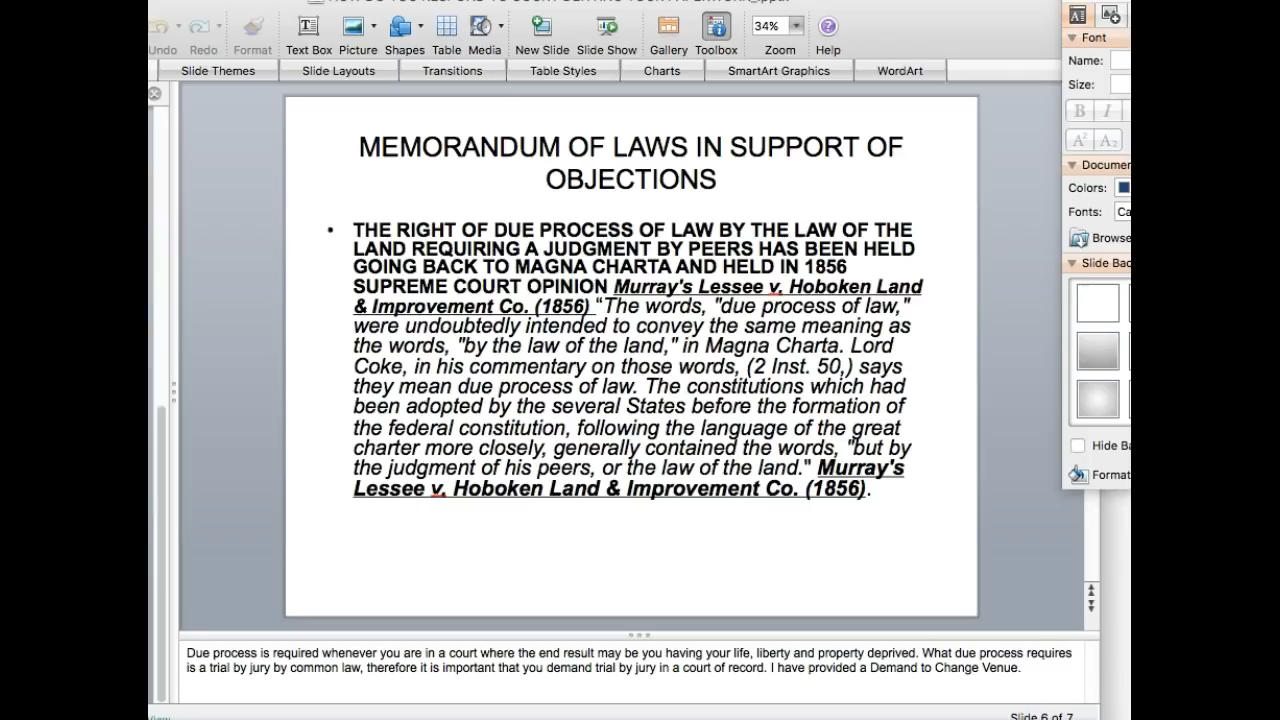 Undo Redo Format Text Box Picture Shapes Table Media New Slide Slide Show Gallery Toolbox 34% Zoom Help
Slide Themes Slide Layouts Transitions Table Styles Charts SmartArt Graphics WordArt
MEMORANDUM OF LAWS IN SUPPORT OF
OBJECTIONS
• THE RIGHT OF DUE PROCESS OF LAW BY THE LAW OF THE
LAND REQUIRING A JUDGMENT BY PEERS HAS BEEN HELD
GOING BACK TO MAGNA CHARTA AND HELD IN 1856
SUPREME COURT OPINION Murray's Lessee v. Hoboken Land
& Improvement Co. (1856) “The words, "due process of law,"
were undoubtedly intended to convey the same meaning as
the words, "by the law of the land," in Magna Charta. Lord
Coke, in his commentary on those words, (2 Inst. 50,) says
they mean due process of law. The constitutions which had
been adopted by the several States before the formation of
the federal constitution, following the language of the great
charter more closely, generally contained the words, "but by
the judgment of his peers, or the law of the land." Murray's
Lessee v. Hoboken Land & Improvement Co. (1856).
Due process is required whenever you are in a court where the end result may be you having your life, liberty and property deprived. What due process requires
is a trial by jury by common law, therefore it is important that you demand trial by jury in a court of record. I have provided a Demand to Change Venue.
Slide 6 of 7
Font
Name:
Size:
B I
A² A₂
Documen
Colors:
Fonts: Ca
Browse
Slide Bac
Hide Ba
Format